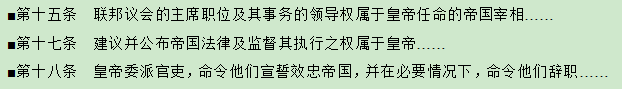 ■第十五条　联邦议会的主席职位及其事务的领导权属于皇帝任命的帝国宰相……
■第十七条　建议并公布帝国法律及监督其执行之权属于皇帝……
■第十八条　皇帝委派官吏，命令他们宣誓效忠帝国，并在必要情况下，命令他们辞职……